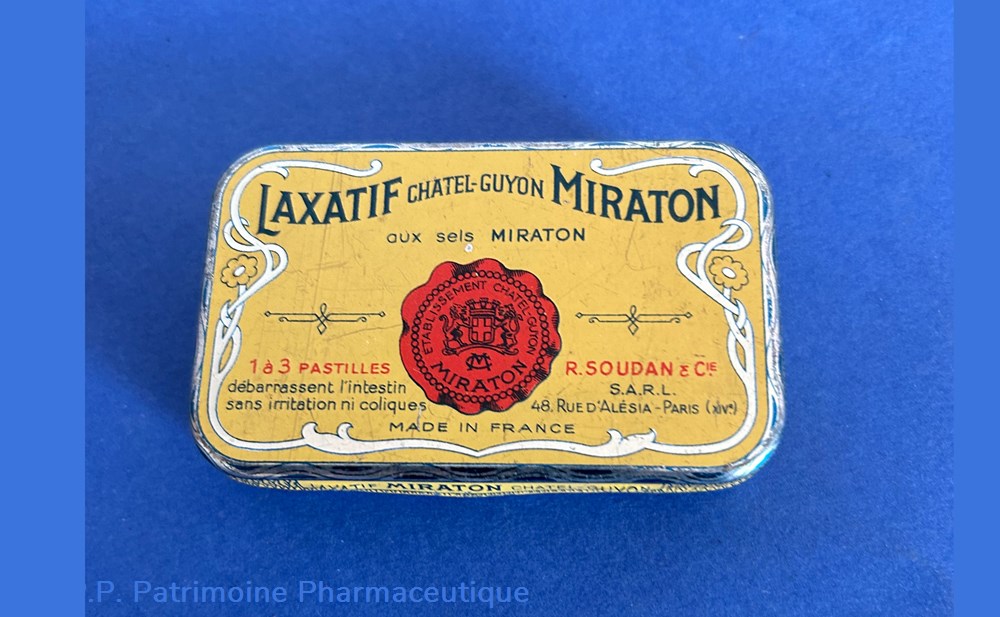 LAXATIF CHATEL-GUYON MIRATON
aux sels MIRATON
ETABLISSEMENT CHATEL-GUYON
M
MIRATON
1 à 3 PASTILLES
débarrassent l'intestin
sans irritation ni coliques
R. SOUDAN & CIE
S.A.R.L.
48. RUE D'ALÉSIA - PARIS (XIVe)
MADE IN FRANCE
LAXATIF MIRATON CHATEL-GUYON
.P. Patrimoine Pharmaceutique